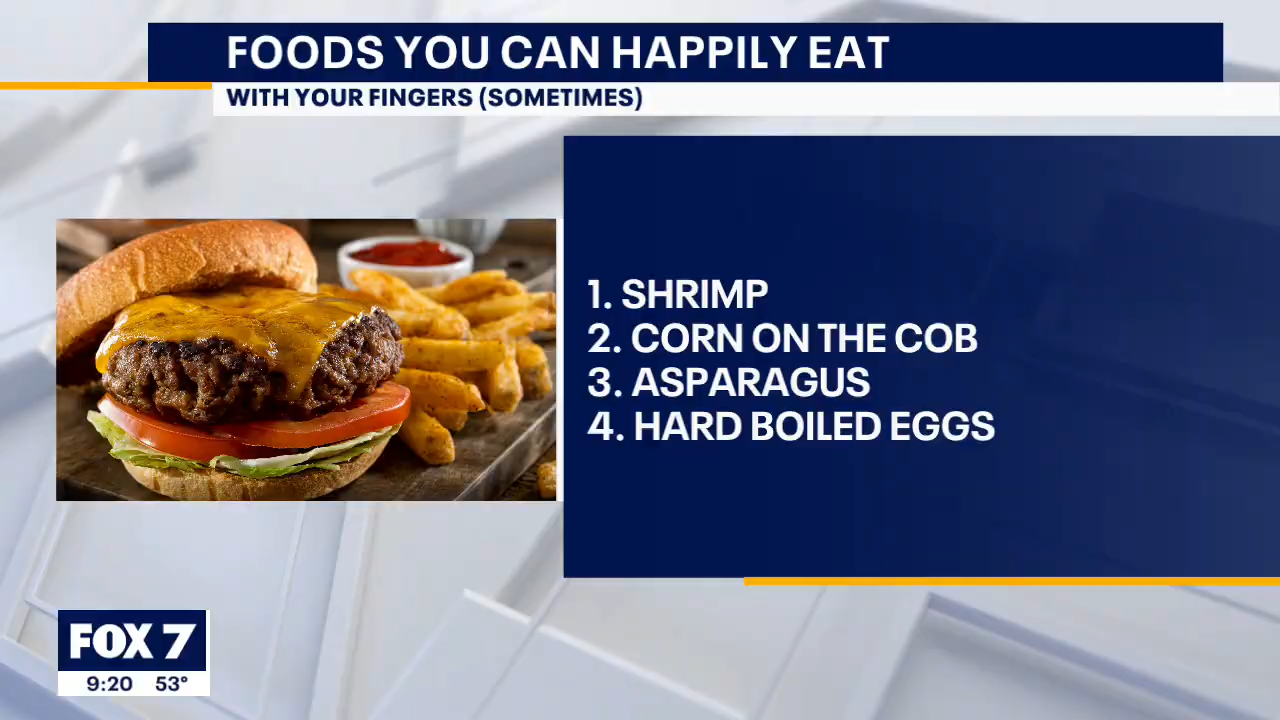 FOODS YOU CAN HAPPILY EAT
WITH YOUR FINGERS (SOMETIMES)
1. SHRIMP
2. CORN ON THE COB
3. ASPARAGUS
4. HARD BOILED EGGS
FOX 7
9:20 53°